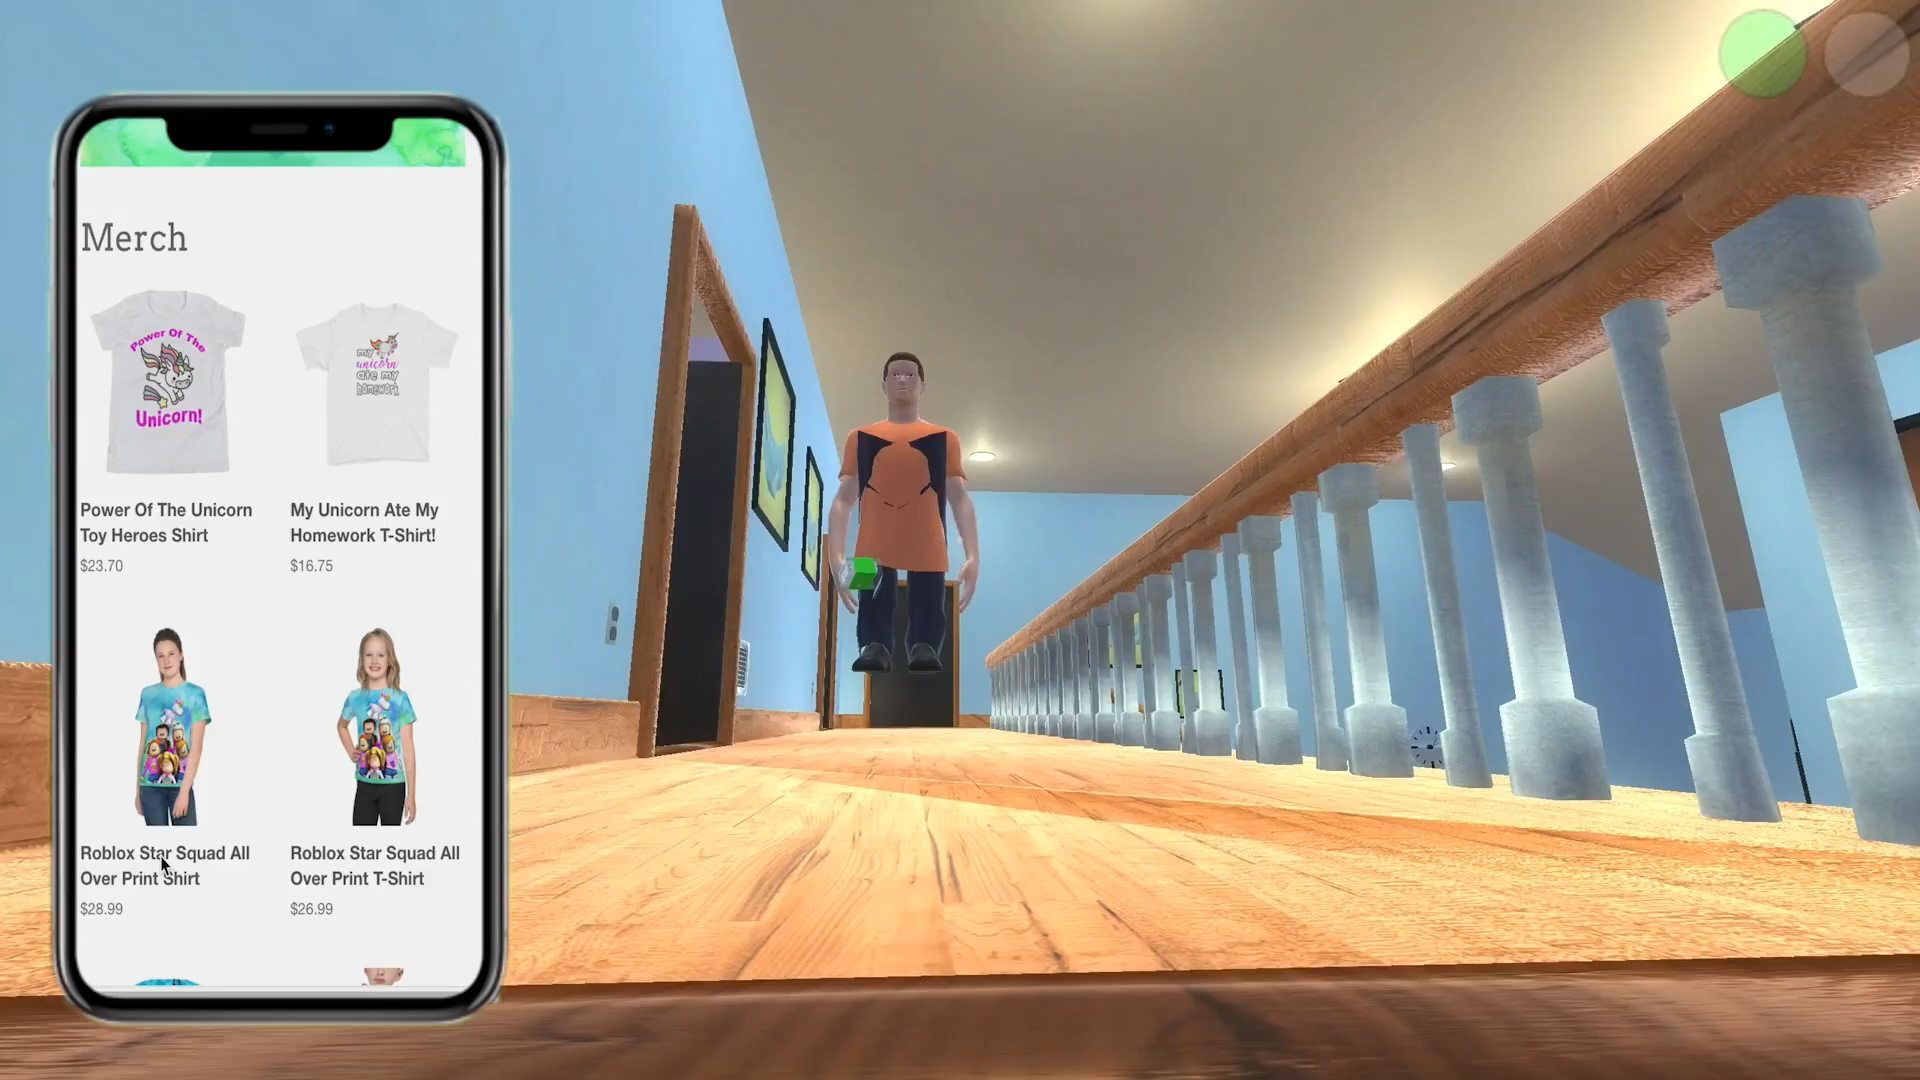 Merch
Power Of The
Unicorn!
my
unicorn
ate my
homework
Power Of The Unicorn
Toy Heroes Shirt
$23.70
My Unicorn Ate My
Homework T-Shirt!
$16.75
Roblox Star Squad All
Over Print Shirt
$28.99
Roblox Star Squad All
Over Print T-Shirt
$26.99